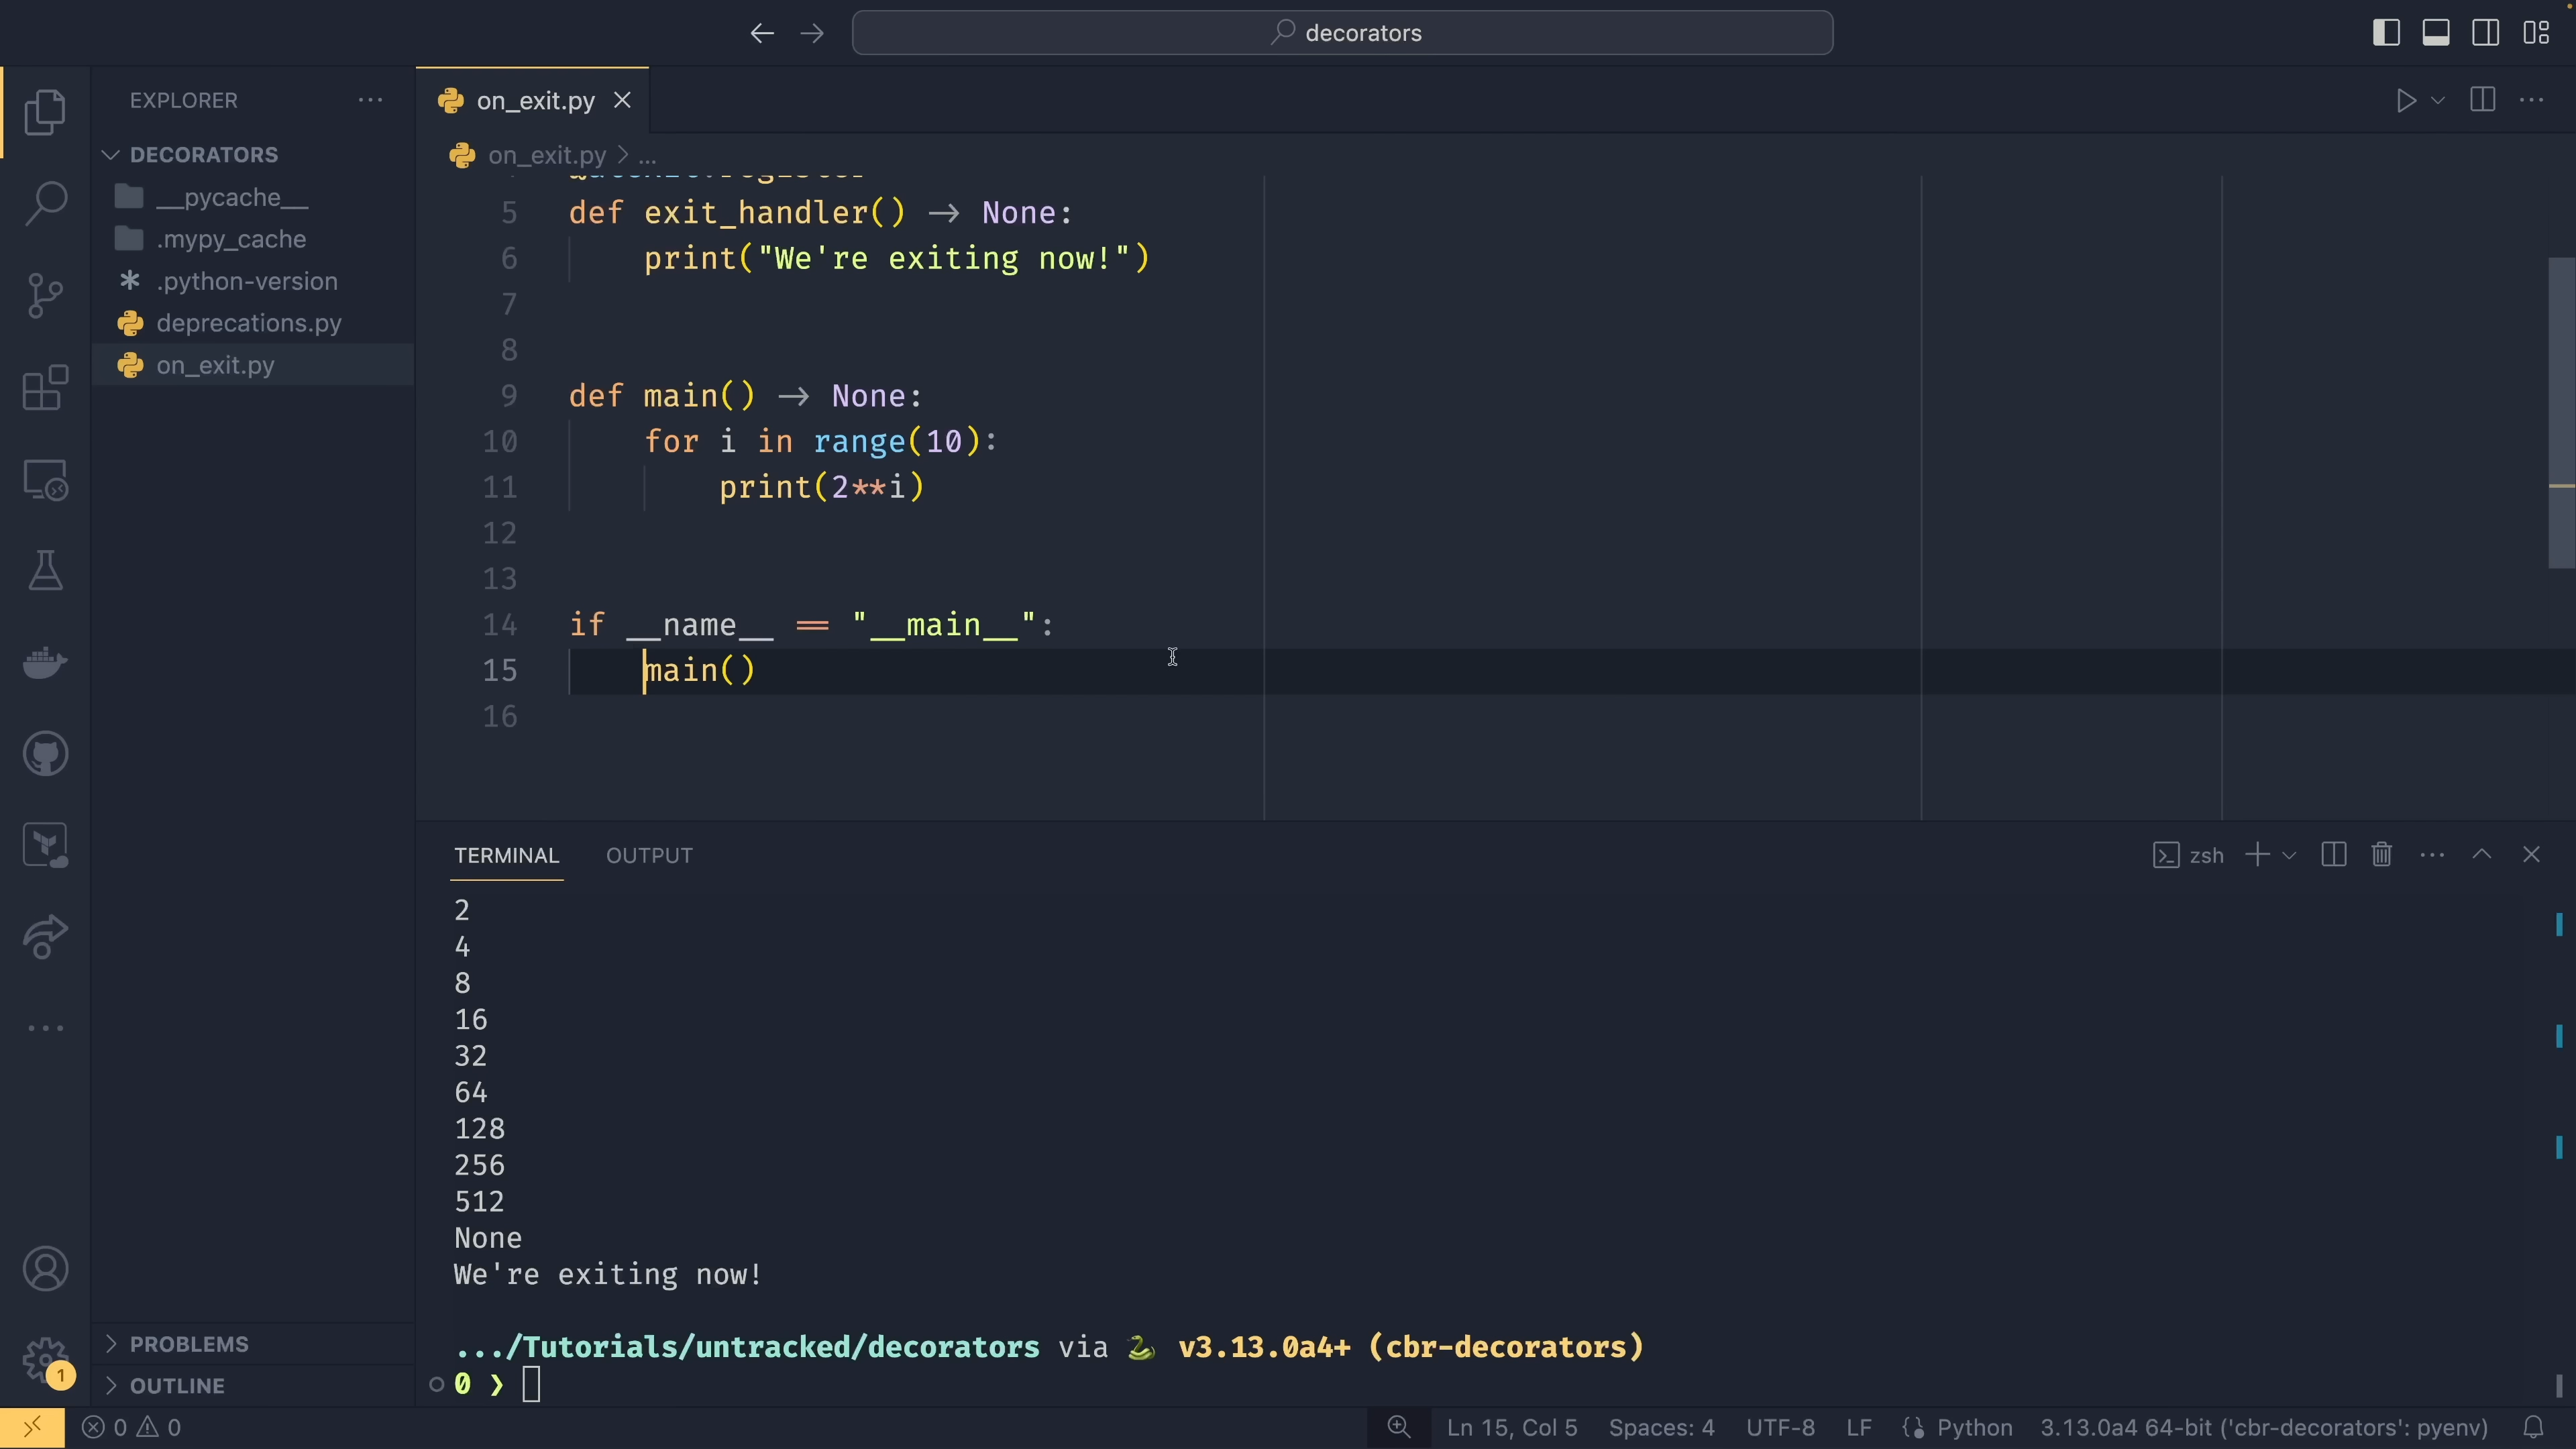 decorators
EXPLORER
on_exit.py
DECORATORS
__pycache__
.mypy_cache
.python-version
deprecations.py
on_exit.py
PROBLEMS
OUTLINE
on_exit.py > ...
5 def exit_handler() → None:
6 print("We're exiting now!")
7
8
9 def main() → None:
10 for i in range(10):
11 print(2**i)
12
13
14 if __name__ == "__main__":
15 main()
16
TERMINAL OUTPUT
zsh
2
4
8
16
32
64
128
256
512
None
We're exiting now!
.../Tutorials/untracked/decorators via 🐍 v3.13.0a4+ (cbr-decorators)
0 ❯
1
0 0
Ln 15, Col 5 Spaces: 4 UTF-8 LF Python 3.13.0a4 64-bit ('cbr-decorators': pyenv)